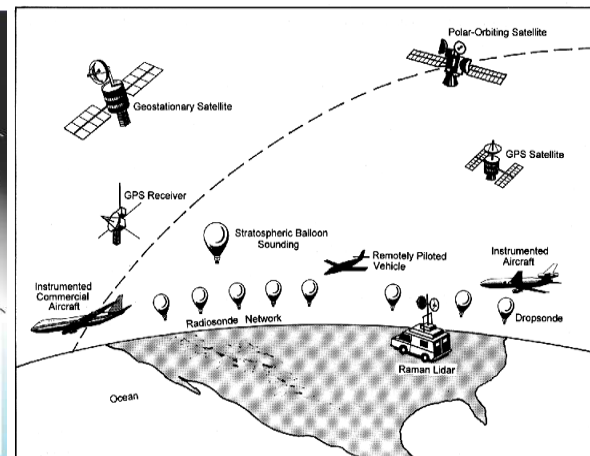 Polar-Orbiting Satellite
Geostationary Satellite
GPS Satellite
GPS Receiver
Stratospheric Balloon
Sounding
Remotely Piloted
Vehicle
Instrumented
Aircraft
Instrumented
Commercial
Aircraft
Radiosonde Network
Dropsonde
Raman Lidar
Ocean